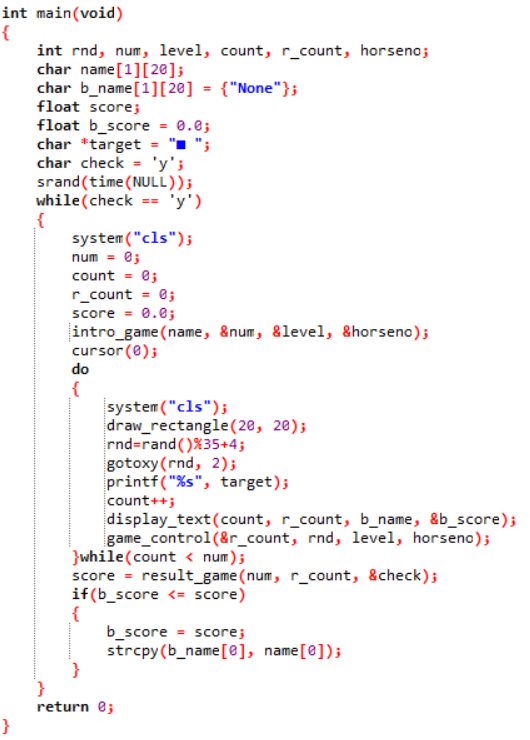 int main(void)
{
    int rnd, num, level, count, r_count, horseno;
    char name[1][20];
    char b_name[1][20] = {"None"};
    float score;
    float b_score = 0.0;
    char *target = "■ ";
    char check = 'y';
    srand(time(NULL));
    while(check == 'y')
    {
        system("cls");
        num = 0;
        count = 0;
        r_count = 0;
        score = 0.0;
        intro_game(name, &num, &level, &horseno);
        cursor(0);
        do
        {
            system("cls");
            draw_rectangle(20, 20);
            rnd=rand()%35+4;
            gotoxy(rnd, 2);
            printf("%s", target);
            count++;
            display_text(count, r_count, b_name, &b_score);
            game_control(&r_count, rnd, level, horseno);
        }while(count < num);
        score = result_game(num, r_count, &check);
        if(b_score <= score)
        {
            b_score = score;
            strcpy(b_name[0], name[0]);
        }
    }
    return 0;
}